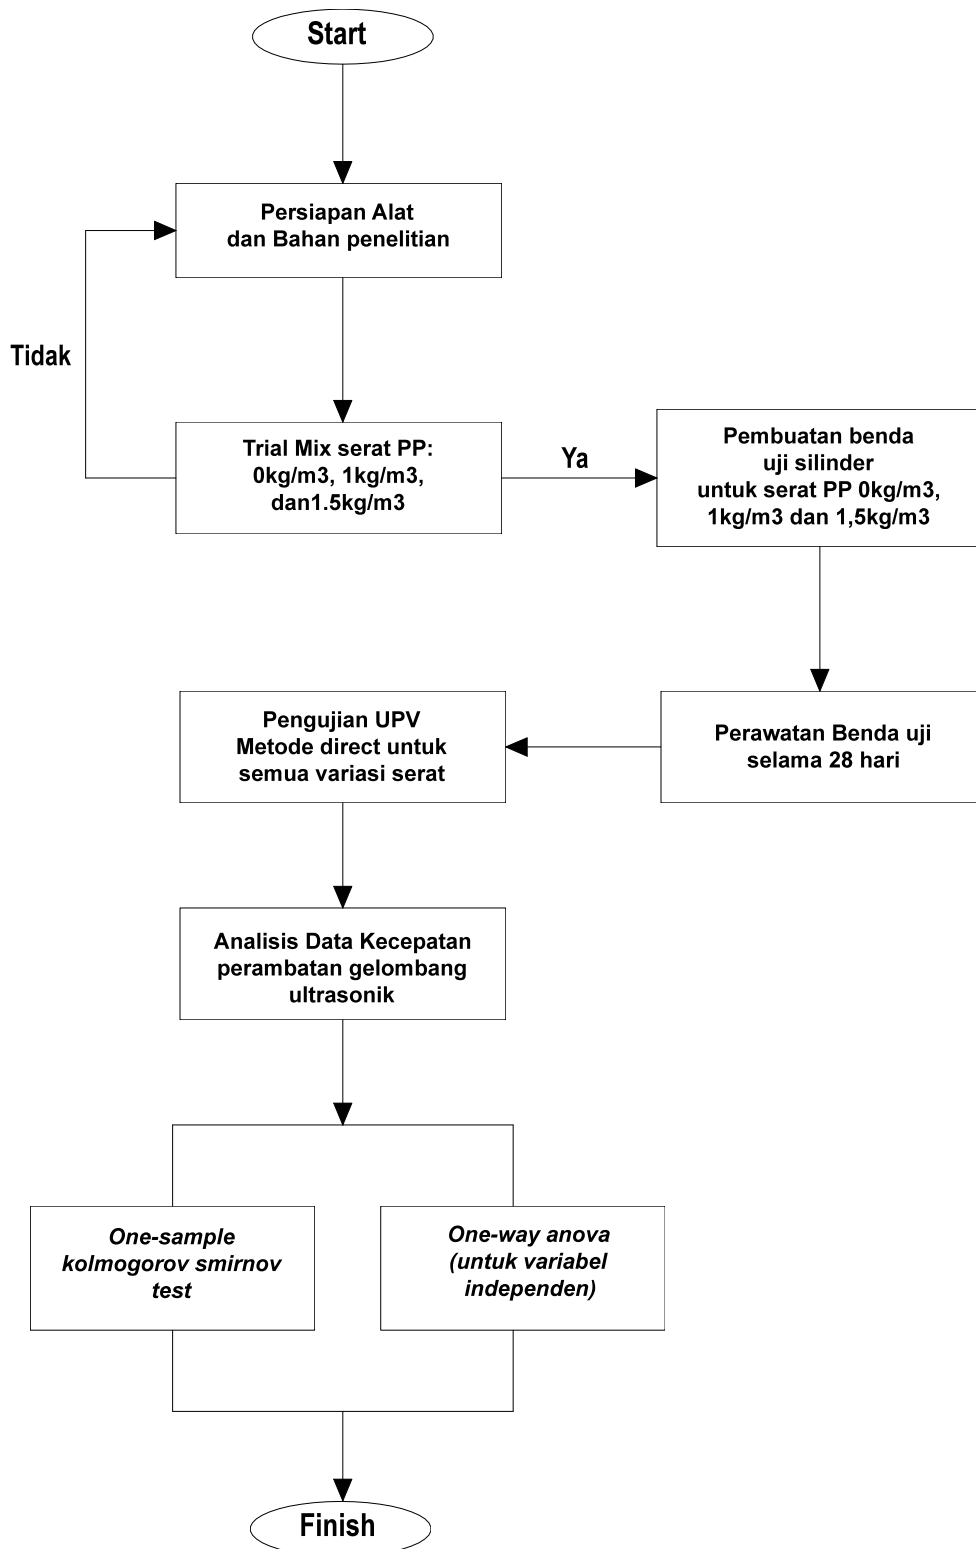 Start
Persiapan Alat
dan Bahan penelitian
Tidak
Trial Mix serat PP:
0kg/m3, 1kg/m3,
dan1.5kg/m3
Ya
Pembuatan benda
uji silinder
untuk serat PP 0kg/m3,
1kg/m3 dan 1,5kg/m3
Perawatan Benda uji
selama 28 hari
Pengujian UPV
Metode direct untuk
semua variasi serat
Analisis Data Kecepatan
perambatan gelombang
ultrasonik
One-sample
kolmogorov smirnov
test
One-way anova
(untuk variabel
independen)
Finish